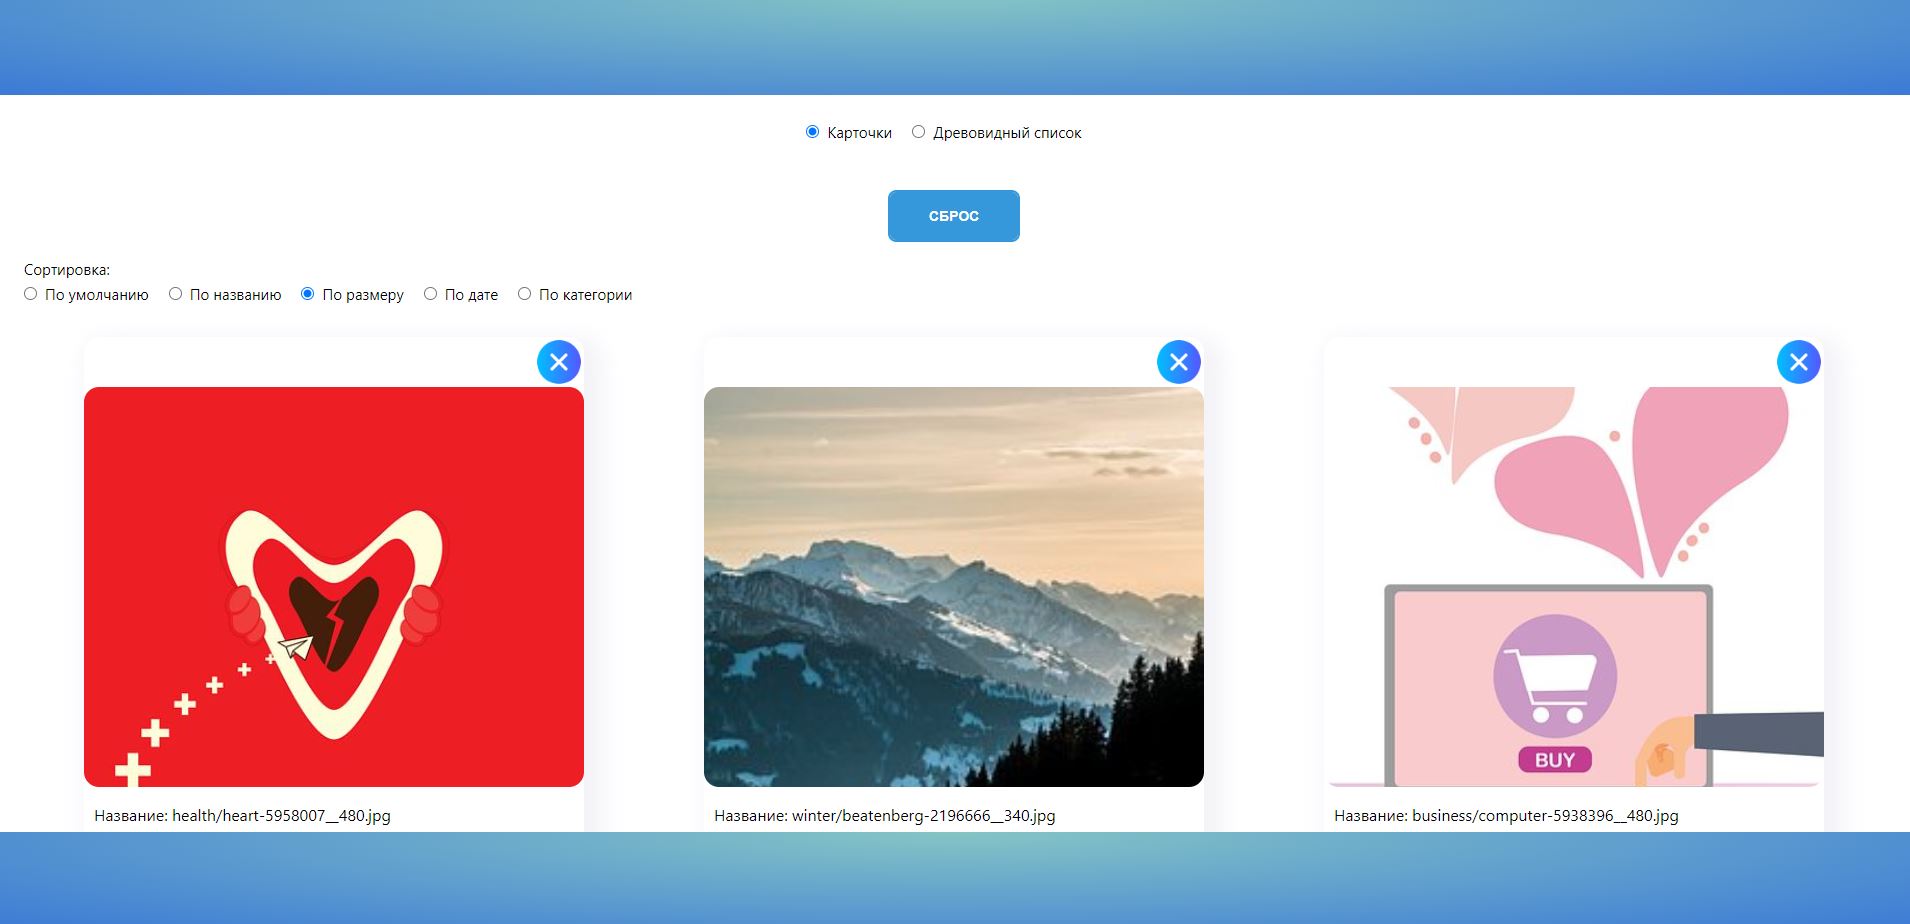 Карточки Древовидный список
СБРОС
Сортировка:
По умолчанию По названию По размеру По дате По категории
BUY
Название: health/heart-5958007__480.jpg
Название: winter/beatenberg-2196666__340.jpg
Название: business/computer-5938396__480.jpg